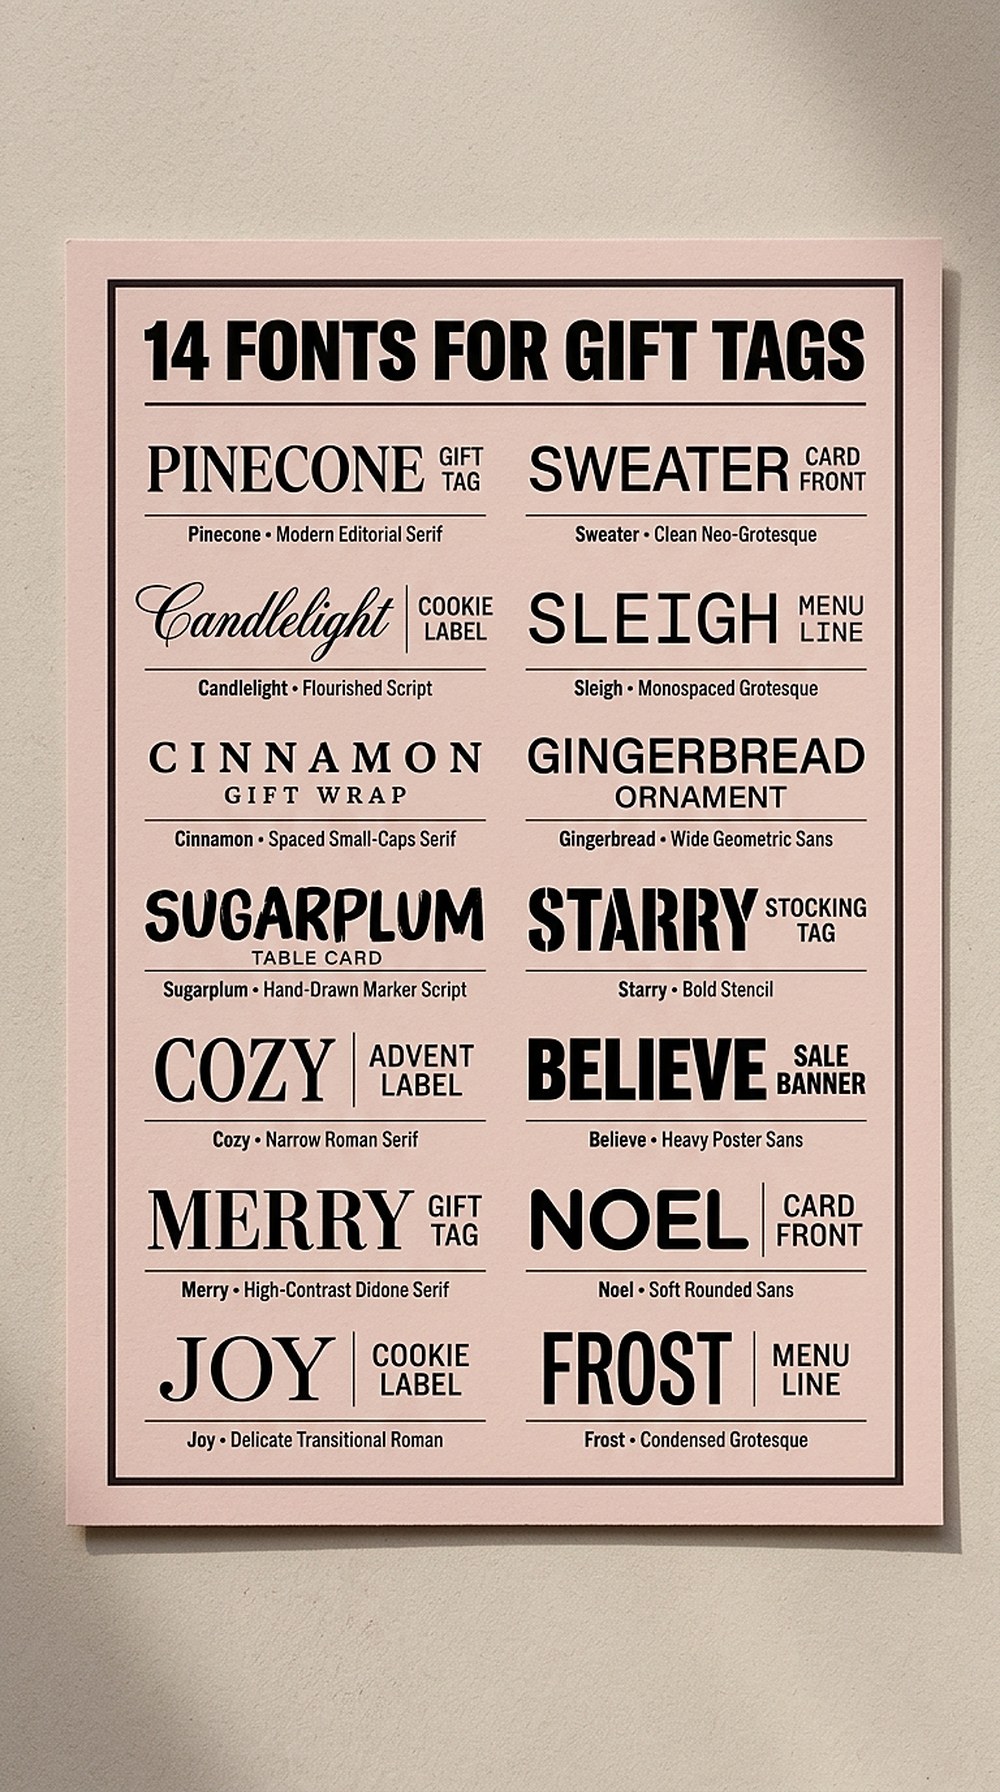 14 FONTS FOR GIFT TAGS
PINECONE GIFT TAG
Pinecone • Modern Editorial Serif
SWEATER CARD FRONT
Sweater • Clean Neo-Grotesque
Candlelight COOKIE LABEL
Candlelight • Flourished Script
SLEIGH MENU LINE
Sleigh • Monospaced Grotesque
CINNAMON
GIFT WRAP
Cinnamon • Spaced Small-Caps Serif
GINGERBREAD
ORNAMENT
Gingerbread • Wide Geometric Sans
SUGARPLUM
TABLE CARD
Sugarplum • Hand-Drawn Marker Script
STARRY STOCKING TAG
Starry • Bold Stencil
COZY ADVENT LABEL
Cozy • Narrow Roman Serif
BELIEVE SALE BANNER
Believe • Heavy Poster Sans
MERRY GIFT TAG
Merry • High-Contrast Didone Serif
NOEL CARD FRONT
Noel • Soft Rounded Sans
JOY COOKIE LABEL
Joy • Delicate Transitional Roman
FROST MENU LINE
Frost • Condensed Grotesque